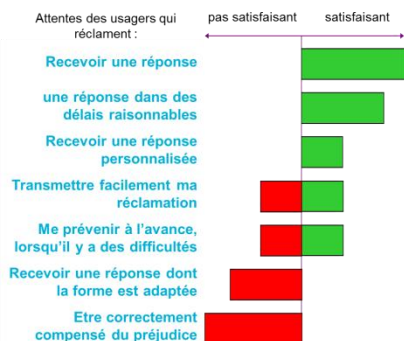 Attentes des usagers qui
réclament :
pas satisfaisant
satisfaisant
Recevoir une réponse
une réponse dans des
délais raisonnables
Recevoir une réponse
personnalisée
Transmettre facilement ma
réclamation
Me prévenir à l'avance,
lorsqu'il y a des difficultés
Recevoir une réponse dont
la forme est adaptée
Etre correctement
compensé du préjudice